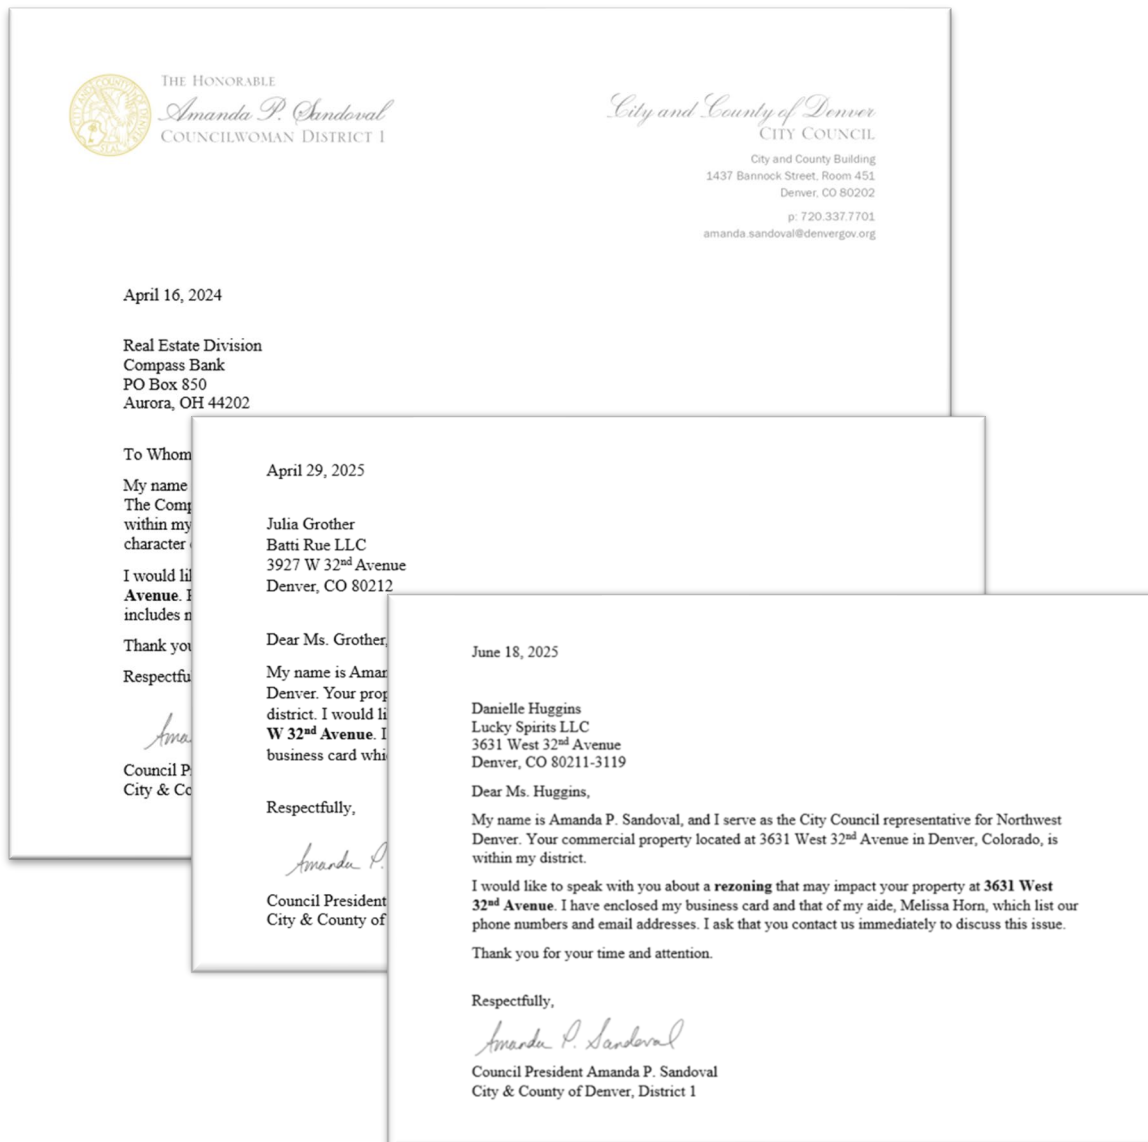 THE HONORABLE
Amanda P. Sandoval
COUNCILWOMAN DISTRICT 1
City and County of Denver
CITY COUNCIL
City and County Building
1437 Bannock Street, Room 451
Denver, CO 80202
p: 720.337.7701
amanda.sandoval@denvergov.org
April 16, 2024
Real Estate Division
Compass Bank
PO Box 850
Aurora, OH 44202
To Whom
My name
The Comp
within my
character
I would li
Avenue.
includes
Thank you
Respectfu
Ama
Council P
City & Co
April 29, 2025
Julia Grother
Batti Rue LLC
3927 W 32nd Avenue
Denver, CO 80212
Dear Ms. Grother,
My name is Aman
Denver. Your prop
district. I would li
W 32nd Avenue. I
business card whi
Respectfully,
Amanda P.
Council President
City & County of
June 18, 2025
Danielle Huggins
Lucky Spirits LLC
3631 West 32nd Avenue
Denver, CO 80211-3119
Dear Ms. Huggins,
My name is Amanda P. Sandoval, and I serve as the City Council representative for Northwest
Denver. Your commercial property located at 3631 West 32nd Avenue in Denver, Colorado, is
within my district.
I would like to speak with you about a rezoning that may impact your property at 3631 West
32nd Avenue. I have enclosed my business card and that of my aide, Melissa Horn, which list our
phone numbers and email addresses. I ask that you contact us immediately to discuss this issue.
Thank you for your time and attention.
Respectfully,
Amanda P. Sandoval
Council President Amanda P. Sandoval
City & County of Denver, District 1